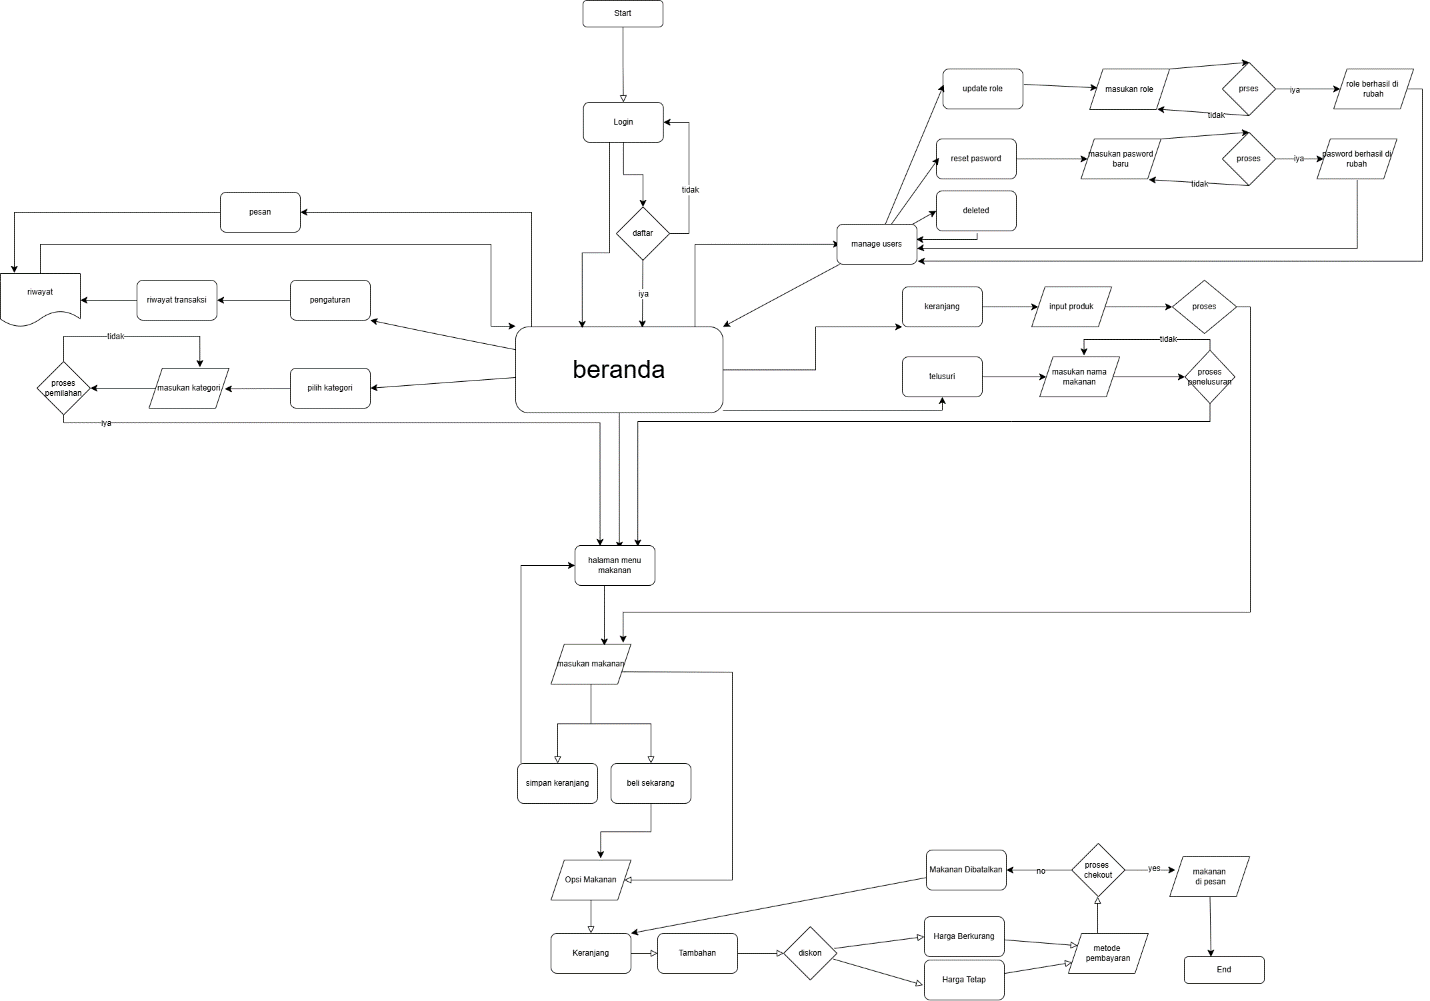 Start
Login
tidak
daftar
iya
update role
masukan role
prses
iya
role berhasil di
rubah
tidak
reset pasword
masukan pasword
baru
proses
iya
pasword berhasil di
rubah
tidak
deleted
manage users
pesan
riwayat
riwayat transaksi
pengaturan
tidak
proses
pemilahan
masukan kategori
pilih kategori
iya
beranda
keranjang
input produk
proses
tidak
telusuri
masukan nama
makanan
proses
panelusuran
halaman menu
makanan
masukan makanan
simpan keranjang
beli sekarang
Opsi Makanan
Makanan Dibatalkan
no
proses
chekout
yes
makanan
di pesan
Keranjang
Tambahan
diskon
Harga Berkurang
Harga Tetap
metode
pembayaran
End